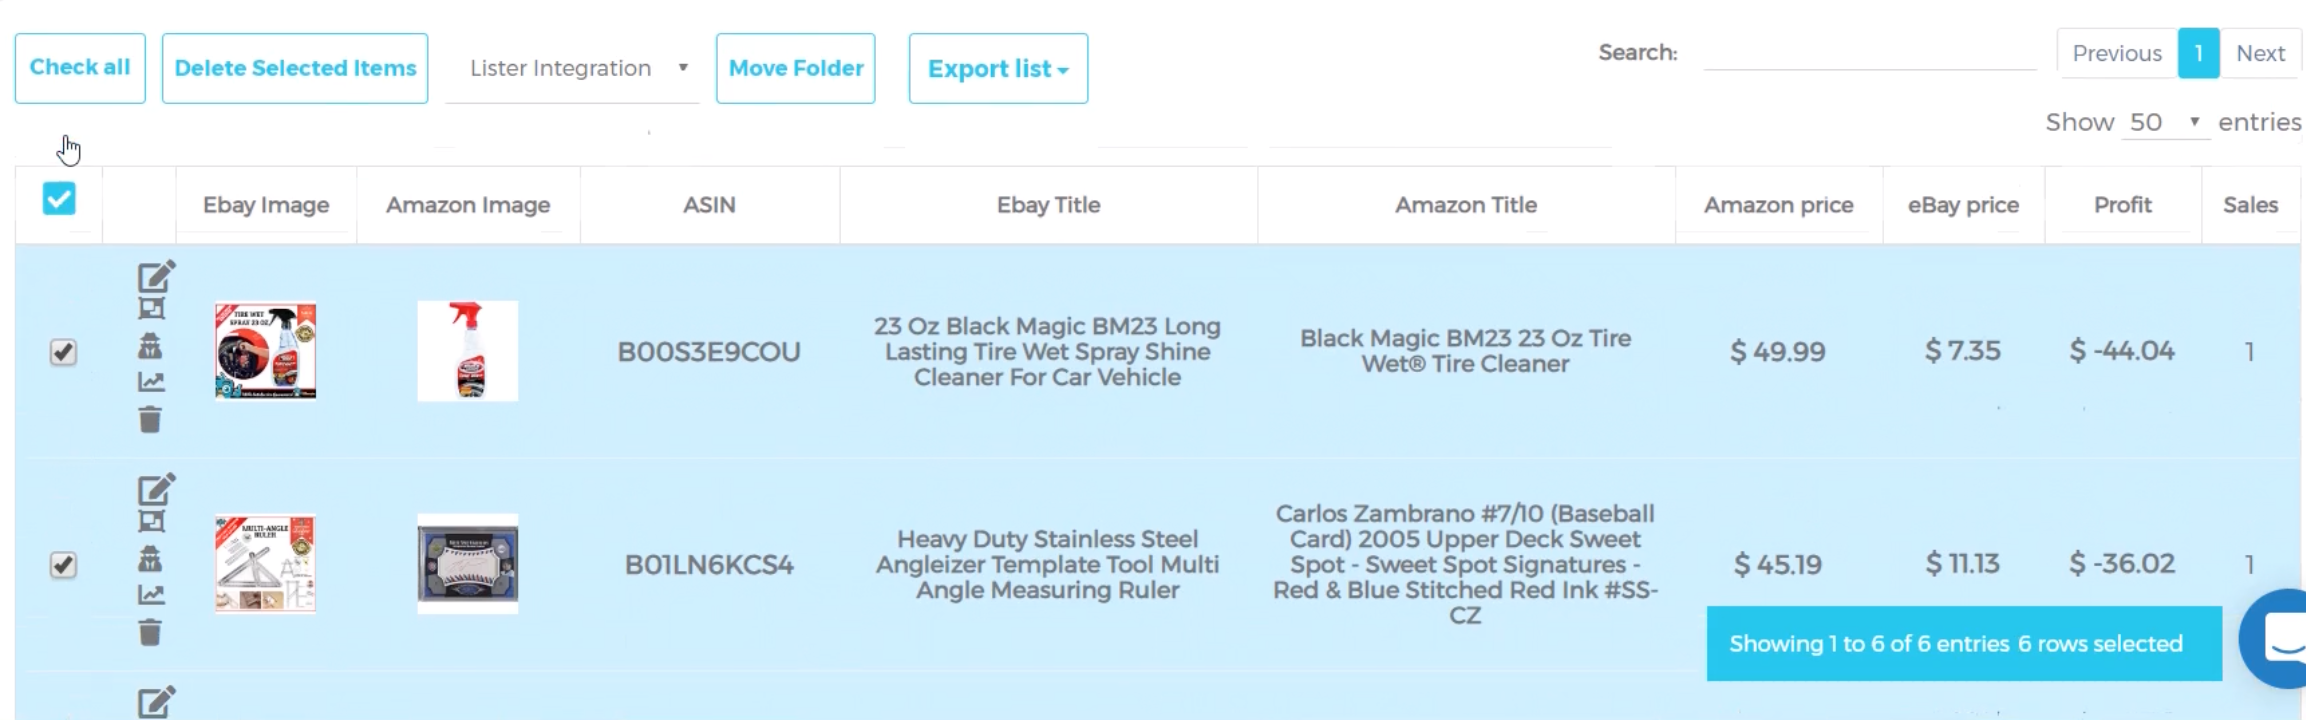 Check all
Delete Selected Items
Lister Integration
Move Folder
Export list
Search:
Previous 1 Next
Show 50 entries
Ebay Image Amazon Image ASIN Ebay Title Amazon Title Amazon price eBay price Profit Sales
TIRE WET
SPRAY 23 OZ
B00S3E9COU
23 Oz Black Magic BM23 Long
Lasting Tire Wet Spray Shine
Cleaner For Car Vehicle
Black Magic BM23 23 Oz Tire
Wet® Tire Cleaner
$ 49.99
$ 7.35
$ -44.04
1
MULTI-ANGLE
RULER
B01LN6KCS4
Heavy Duty Stainless Steel
Angleizer Template Tool Multi
Angle Measuring Ruler
Carlos Zambrano #7/10 (Baseball
Card) 2005 Upper Deck Sweet
Spot - Sweet Spot Signatures -
Red & Blue Stitched Red Ink #SS-
CZ
$ 45.19
$ 11.13
$ -36.02
1
Showing 1 to 6 of 6 entries 6 rows selected